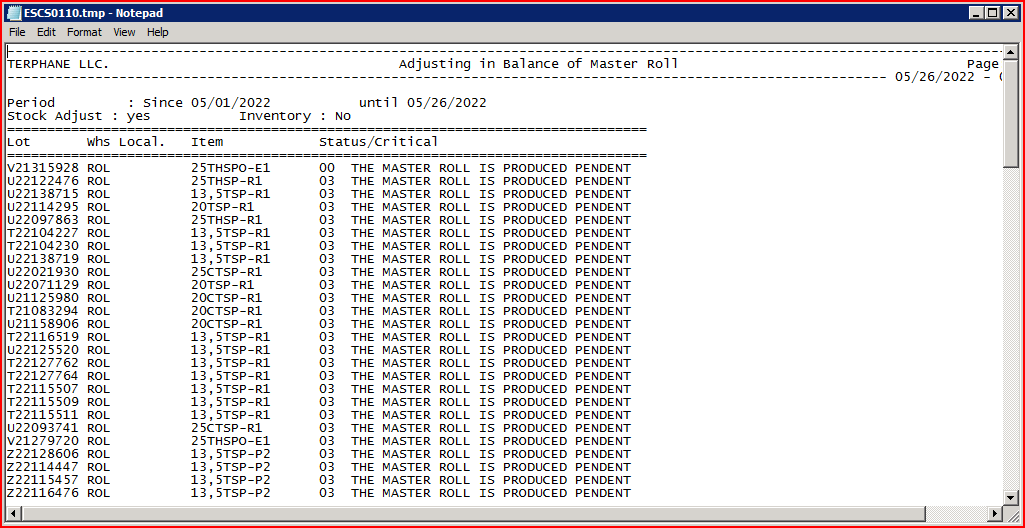 ESCS0110.tmp - Notepad
File Edit Format View Help
TERPHANE LLC. Adjusting in Balance of Master Roll Page
05/26/2022 -
Period : Since 05/01/2022 until 05/26/2022
Stock Adjust : yes Inventory : No
Lot Whs Local. Item Status/Critical
V21315928 ROL 25THSPO-E1 00 THE MASTER ROLL IS PRODUCED PENDENT
U22122476 ROL 25THSP-R1 03 THE MASTER ROLL IS PRODUCED PENDENT
U22138715 ROL 13,5TSP-R1 03 THE MASTER ROLL IS PRODUCED PENDENT
U22114295 ROL 20TSP-R1 03 THE MASTER ROLL IS PRODUCED PENDENT
U22097863 ROL 25THSP-R1 03 THE MASTER ROLL IS PRODUCED PENDENT
T22104227 ROL 13,5TSP-R1 03 THE MASTER ROLL IS PRODUCED PENDENT
T22104230 ROL 13,5TSP-R1 03 THE MASTER ROLL IS PRODUCED PENDENT
U22138719 ROL 13,5TSP-R1 03 THE MASTER ROLL IS PRODUCED PENDENT
U22021930 ROL 25CTSP-R1 03 THE MASTER ROLL IS PRODUCED PENDENT
U22071129 ROL 20TSP-R1 03 THE MASTER ROLL IS PRODUCED PENDENT
U21125980 ROL 20CTSP-R1 03 THE MASTER ROLL IS PRODUCED PENDENT
T21083294 ROL 20CTSP-R1 03 THE MASTER ROLL IS PRODUCED PENDENT
U21158906 ROL 20CTSP-R1 03 THE MASTER ROLL IS PRODUCED PENDENT
T22116519 ROL 13,5TSP-R1 03 THE MASTER ROLL IS PRODUCED PENDENT
U22125520 ROL 13,5TSP-R1 03 THE MASTER ROLL IS PRODUCED PENDENT
T22127762 ROL 13,5TSP-R1 03 THE MASTER ROLL IS PRODUCED PENDENT
T22127764 ROL 13,5TSP-R1 03 THE MASTER ROLL IS PRODUCED PENDENT
T22115507 ROL 13,5TSP-R1 03 THE MASTER ROLL IS PRODUCED PENDENT
T22115509 ROL 13,5TSP-R1 03 THE MASTER ROLL IS PRODUCED PENDENT
T22115511 ROL 13,5TSP-R1 03 THE MASTER ROLL IS PRODUCED PENDENT
U22093741 ROL 25CTSP-R1 03 THE MASTER ROLL IS PRODUCED PENDENT
V21279720 ROL 25THSPO-E1 03 THE MASTER ROLL IS PRODUCED PENDENT
Z22128606 ROL 13,5TSP-P2 03 THE MASTER ROLL IS PRODUCED PENDENT
Z22114447 ROL 13,5TSP-P2 03 THE MASTER ROLL IS PRODUCED PENDENT
Z22115457 ROL 13,5TSP-P2 03 THE MASTER ROLL IS PRODUCED PENDENT
Z22116476 ROL 13,5TSP-P2 03 THE MASTER ROLL IS PRODUCED PENDENT